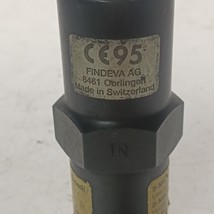 CE95
FINDEVA AG
8461 Oerlingen
Made in Switzerland